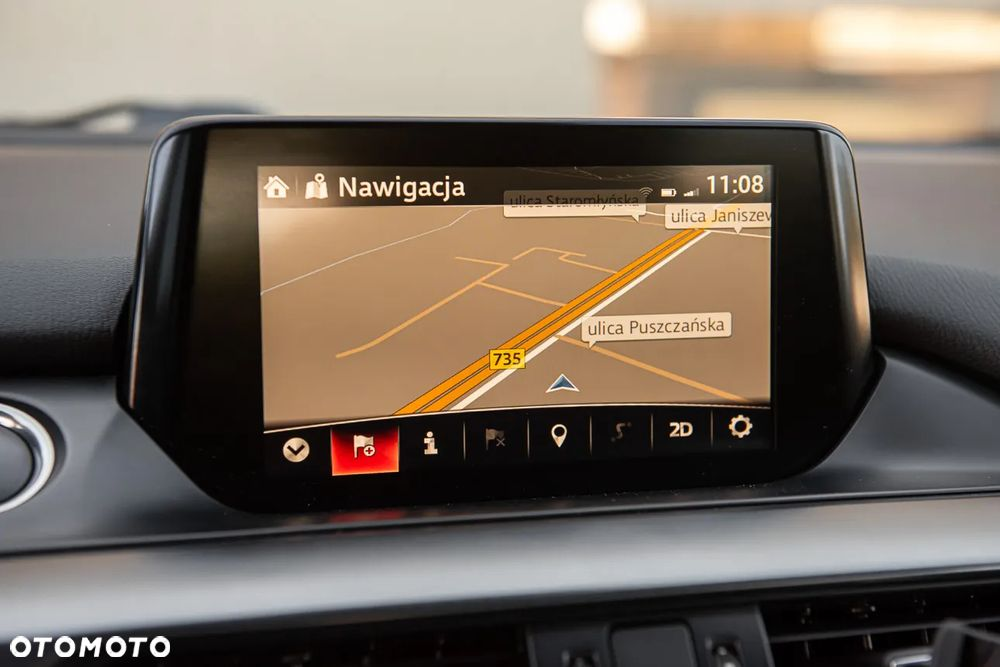 Nawigacja
11:08
ulica Staromłyńska
ulica Janiszew
ulica Puszczańska
735
2D
OTOMOTO